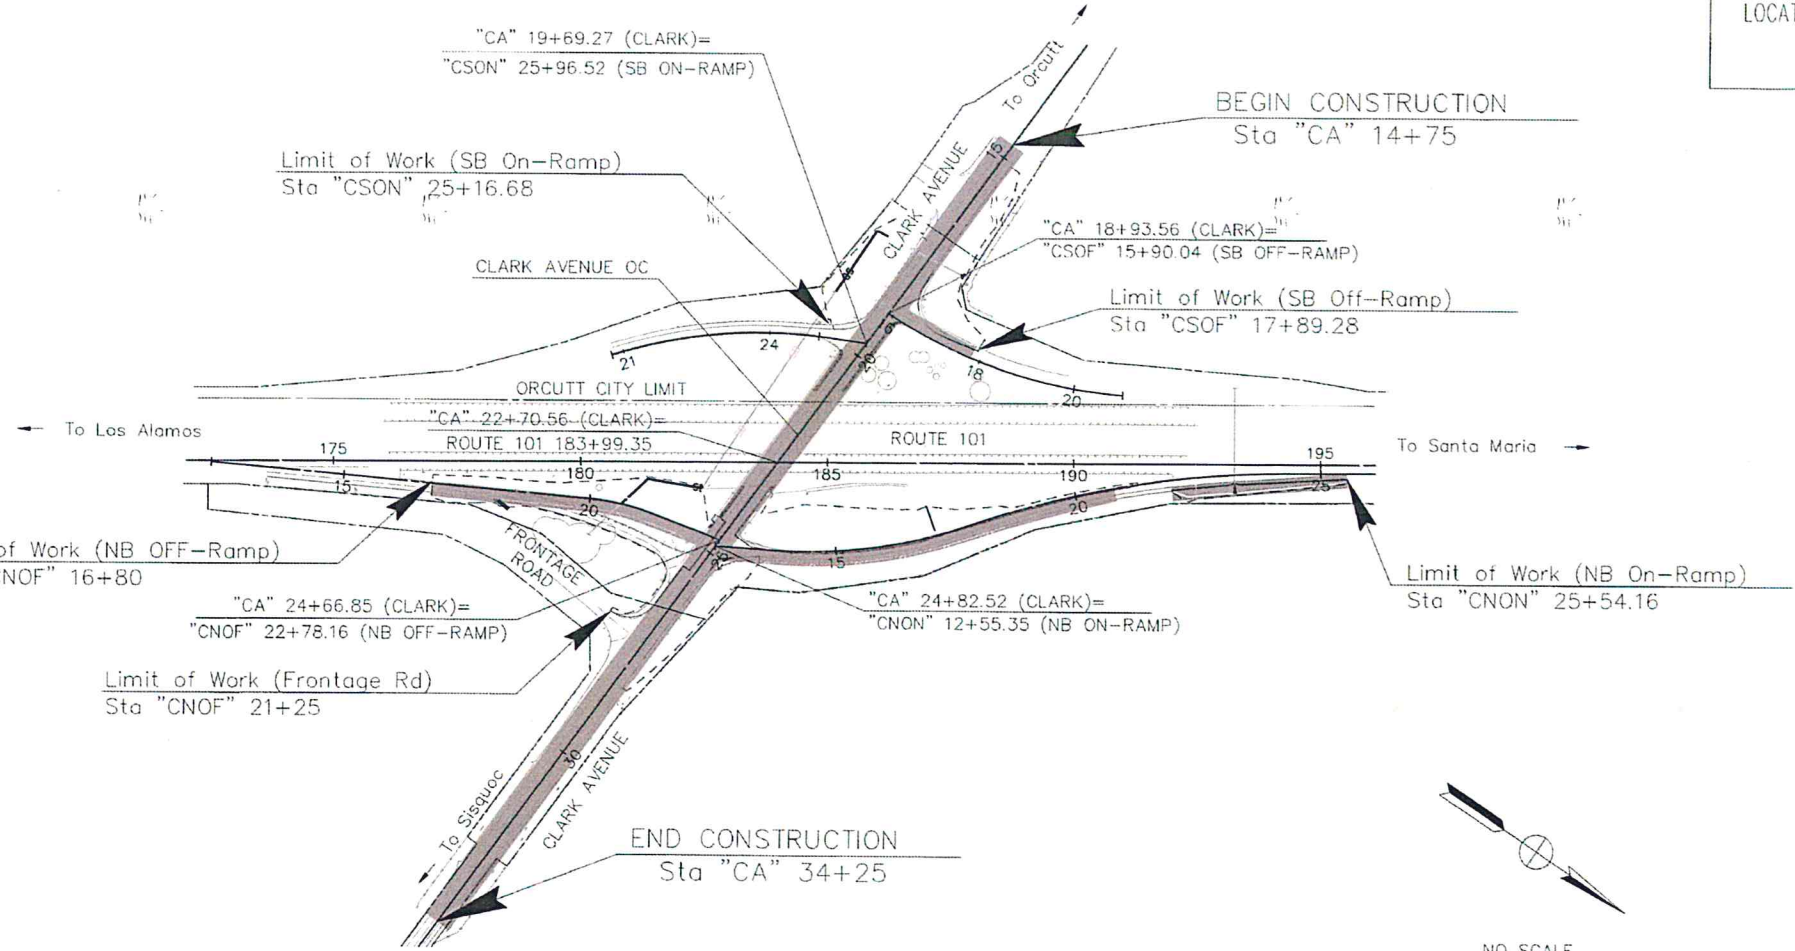 LOCAT
"CA" 19+69.27 (CLARK)=
"CSON" 25+96.52 (SB ON-RAMP)
To Orcutt
BEGIN CONSTRUCTION
Sta "CA" 14+75
Limit of Work (SB On-Ramp)
Sta "CSON" 25+16.68
CLARK AVENUE
15
"CA" 18+93.56 (CLARK)=
"CSOF" 15+90.04 (SB OFF-RAMP)
CLARK AVENUE OC
Limit of Work (SB Off-Ramp)
Sta "CSOF" 17+89.28
21
24
20
18
20
ORCUTT CITY LIMIT
"CA" 22+70.56 (CLARK)=
ROUTE 101 183+99.35
ROUTE 101
To Los Alamos
To Santa Maria
175
180
185
190
195
15
20
20
25
15
25
FRONTAGE
ROAD
of Work (NB OFF-Ramp)
CNOF" 16+80
Limit of Work (NB On-Ramp)
Sta "CNON" 25+54.16
"CA" 24+66.85 (CLARK)=
"CNOF" 22+78.16 (NB OFF-RAMP)
"CA" 24+82.52 (CLARK)=
"CNON" 12+55.35 (NB ON-RAMP)
Limit of Work (Frontage Rd)
Sta "CNOF" 21+25
30
To Sisquoc
CLARK AVENUE
END CONSTRUCTION
Sta "CA" 34+25
NO SCALE